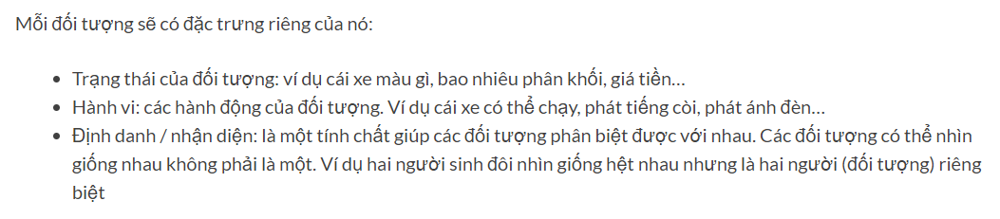 Mỗi đối tượng sẽ có đặc trưng riêng của nó:
• Trạng thái của đối tượng: ví dụ cái xe màu gì, bao nhiêu phân khối, giá tiền...
• Hành vi: các hành động của đối tượng. Ví dụ cái xe có thể chạy, phát tiếng còi, phát ánh đèn...
• Định danh / nhận diện: là một tính chất giúp các đối tượng phân biệt được với nhau. Các đối tượng có thể nhìn
giống nhau không phải là một. Ví dụ hai người sinh đôi nhìn giống hệt nhau nhưng là hai người (đối tượng) riêng
biệt